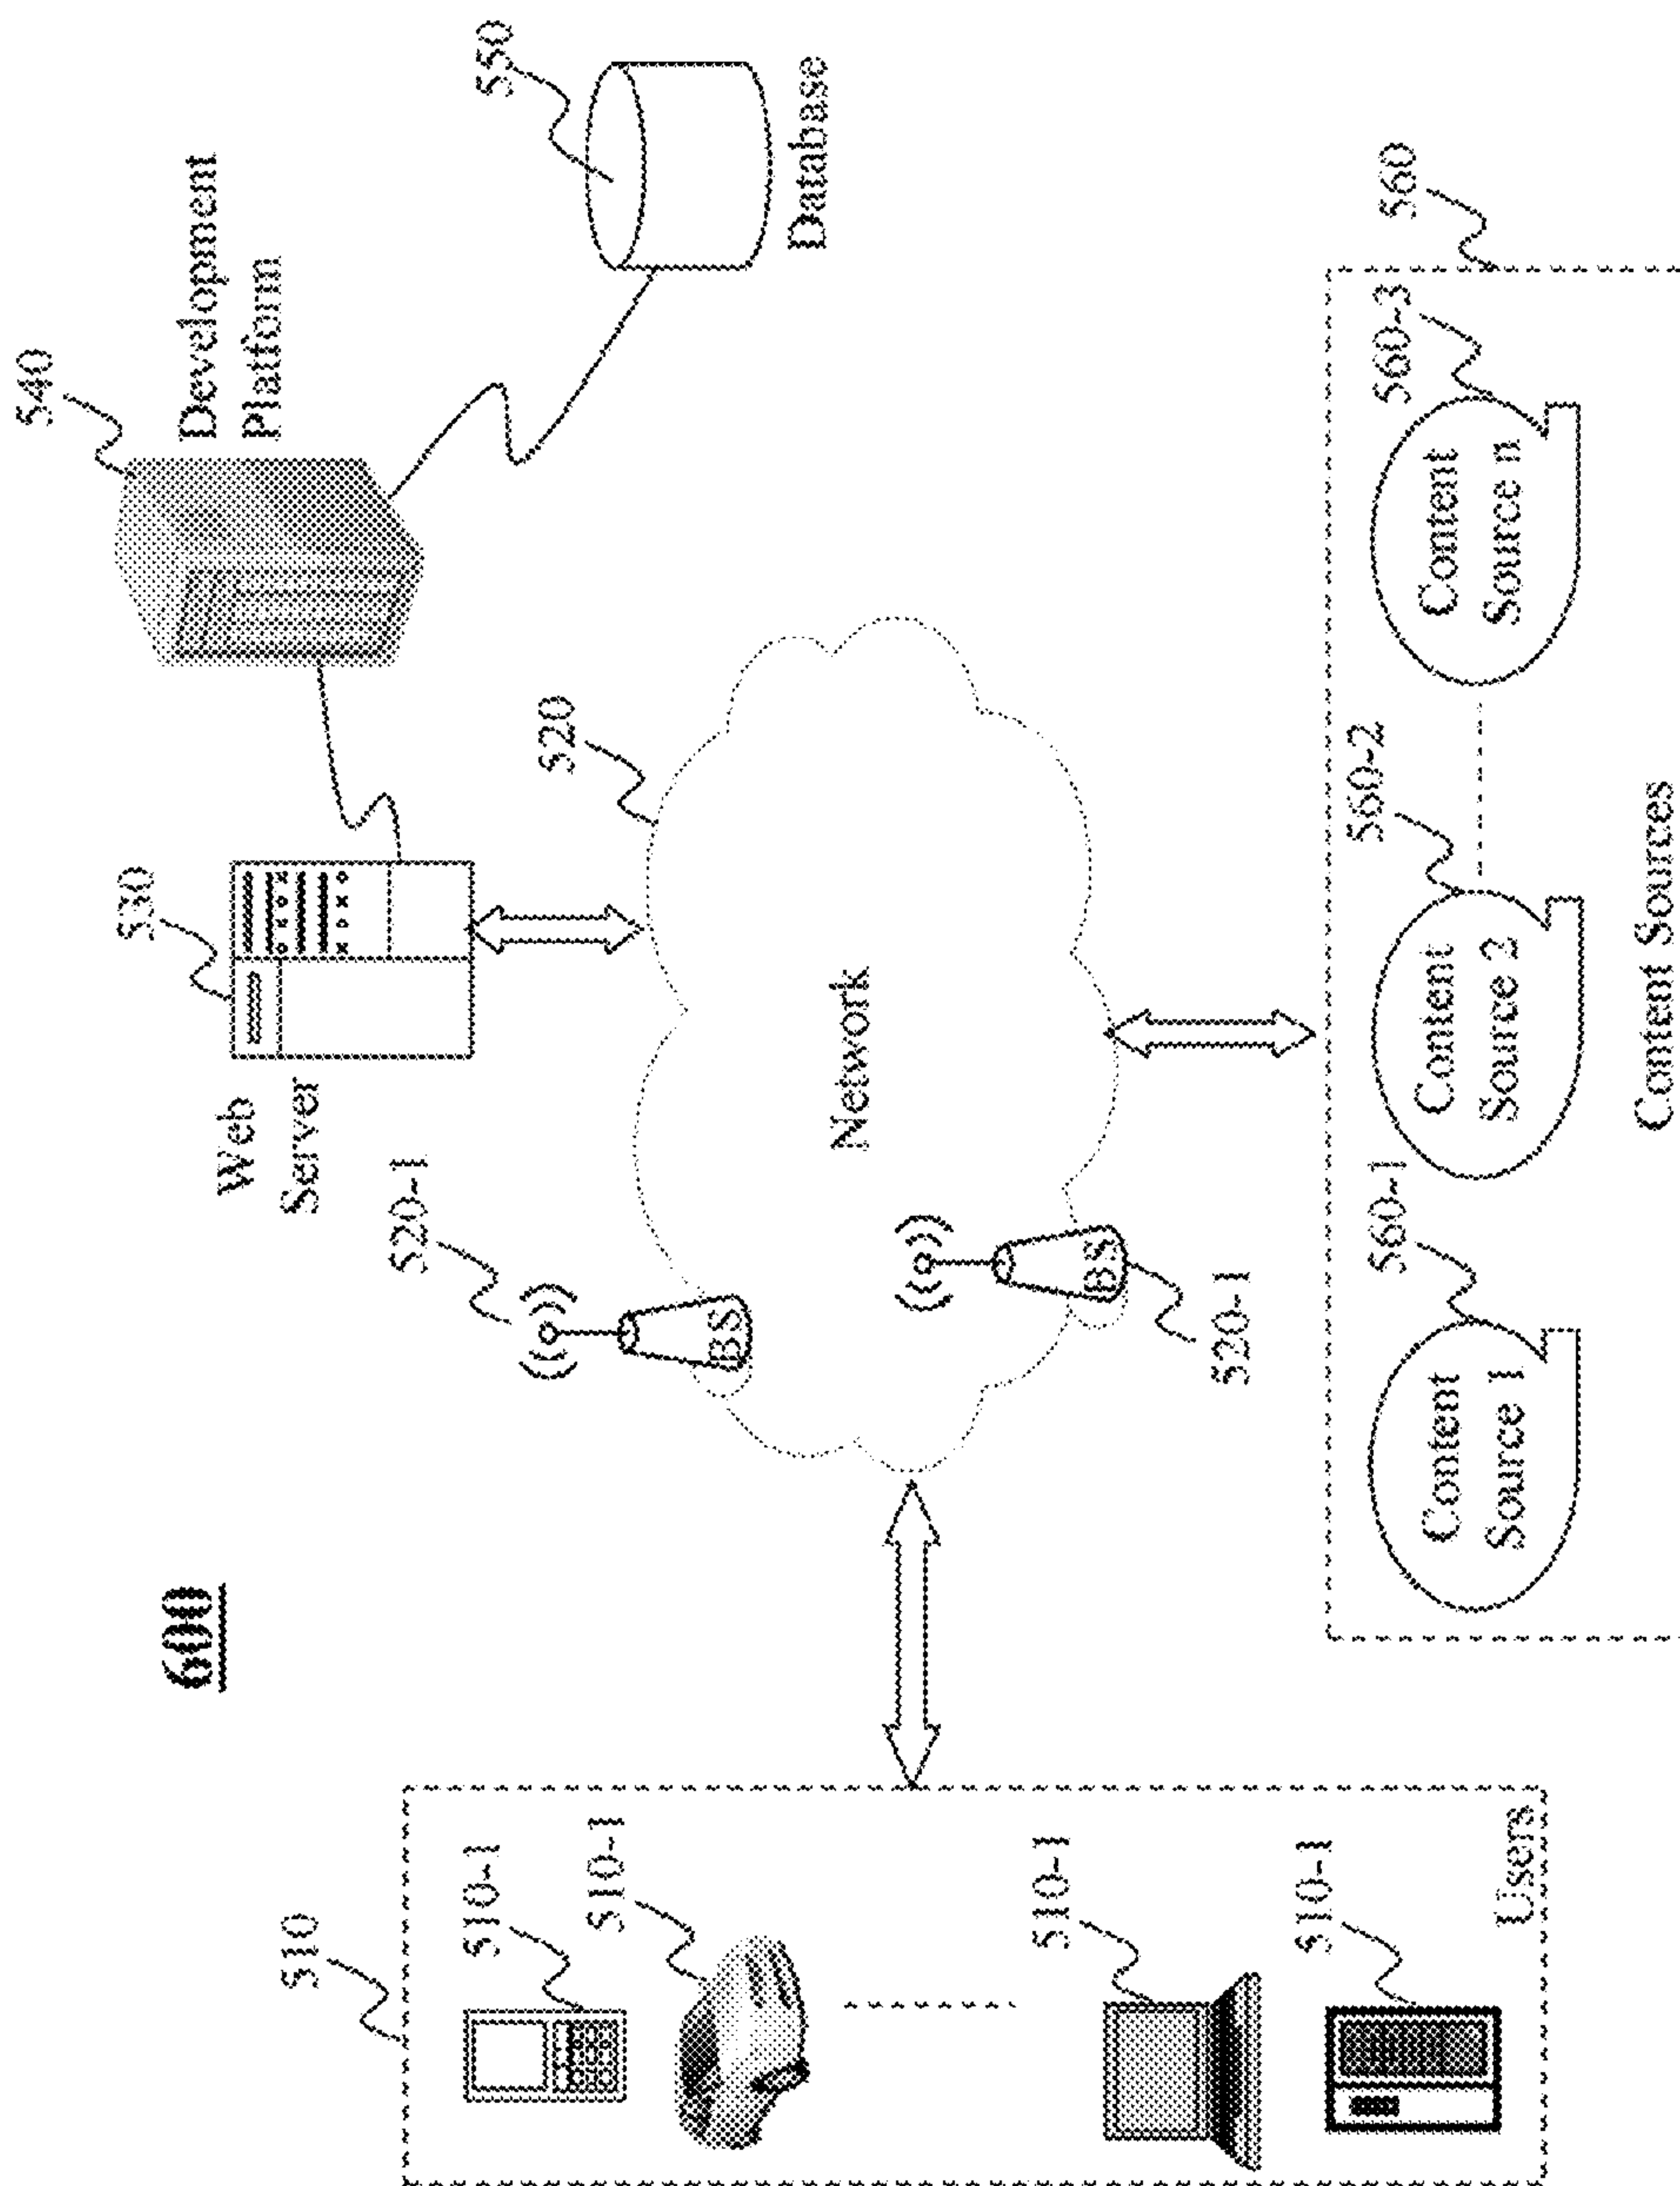 600
540
Development
Platform
550
Database
530
Web
Server
520-1
BS
520
Network
BS
520-1
510
510-1
510-1
510-1
510-1
Users
560
560-1
Content
Source 1
560-2
Content
Source 2
560-3
Content
Source n
Content Sources